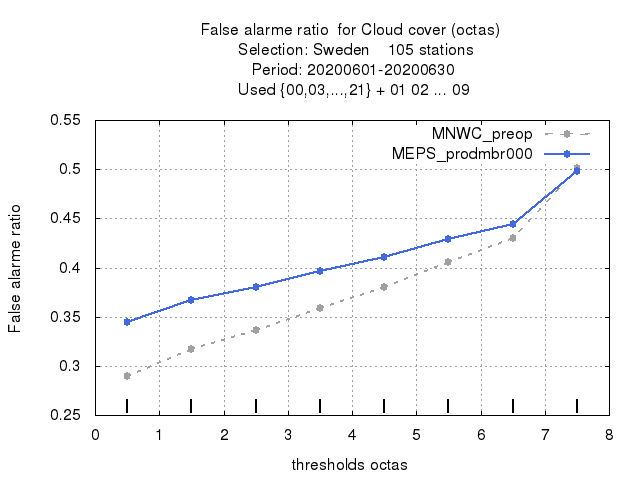 False alarme ratio  for Cloud cover (octas)
Selection: Sweden    105 stations
Period: 20200601-20200630
Used {00,03,...,21} + 01 02 ... 09
MNWC_preop
MEPS_prodmbr000
False alarme ratio
0.55
0.5
0.45
0.4
0.35
0.3
0.25
0 1 2 3 4 5 6 7 8
thresholds octas